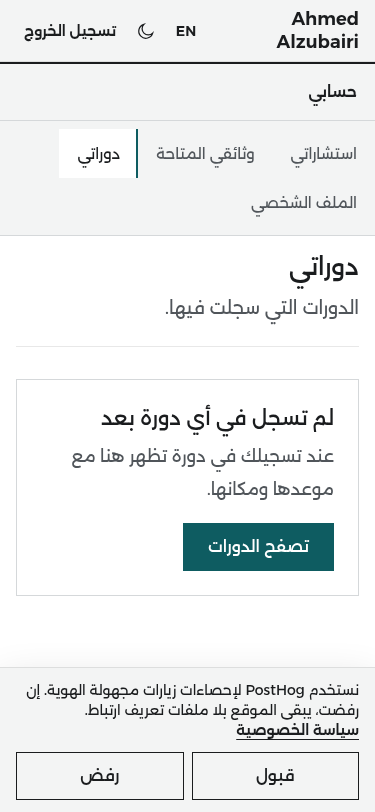 Ahmed
Alzubairi
EN
تسجيل الخروج
حسابي
استشاراتي
وثائقي المتاحة
دوراتي
الملف الشخصي
دوراتي
الدورات التي سجلت فيها.
لم تسجل في أي دورة بعد
عند تسجيلك في دورة تظهر هنا مع
موعدها ومكانها.
تصفح الدورات
نستخدم PostHog لإحصاءات زيارات مجهولة الهوية. إن
رفضت، يبقى الموقع بلا ملفات تعريف ارتباط.
سياسة الخصوصية
قبول
رفض